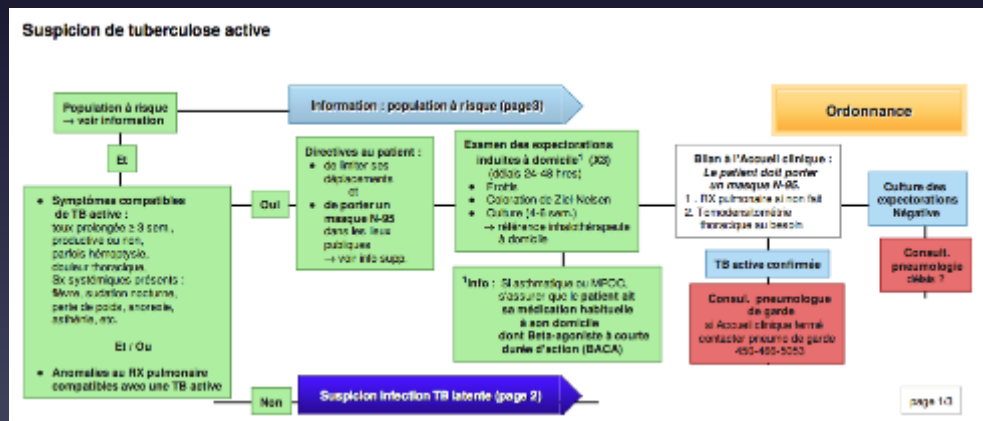 Suspicion de tuberculose active
Population à risque
→ voir information
Information : population à risque (page3)
Ordonnance
Et
Symptômes compatibles
de TB active :
toux prolongée ≥ 3 sem,
productive ou non,
parfois hémoptysie,
douleur thoracique.
Sx systémiques présents :
fièvre, sudation nocturne,
perte de poids, anorexie,
asthénie, etc.
Et / Ou
Anomalies au RX pulmonaire
compatibles avec une TB active
Oui
Directives au patient :
de limiter ses
déplacements
et
de porter un
masque N-95
dans les lieux
publiques
→ voir info supp.
Examen des expectorations
induites à domicile¹ (X3)
(délais 24-48 hres)
Frottis
Coloration de Ziel Nelsen
Culture (4-6 sem.)
→ référence inhalothérapeute
à domicile
¹Info : Si asthmatique ou MPOC,
s'assurer que le patient ait
sa médication habituelle
à son domicile
dont Beta-agoniste à courte
durée d'action (BACA)
Bilan à l'Accueil clinique :
Le patient doit porter
un masque N-95.
1 . RX pulmonaire si non fait
2. Tomodensitométrie
thoracique au besoin
TB active confirmée
Consul. pneumologue
de garde
si Accueil clinique fermé
contacter pneumo de garde
Culture des
expectorations
Négative
Consult.
pneumologie
délais ?
Non
Suspicion infection TB latente (page 2)
page 1/3